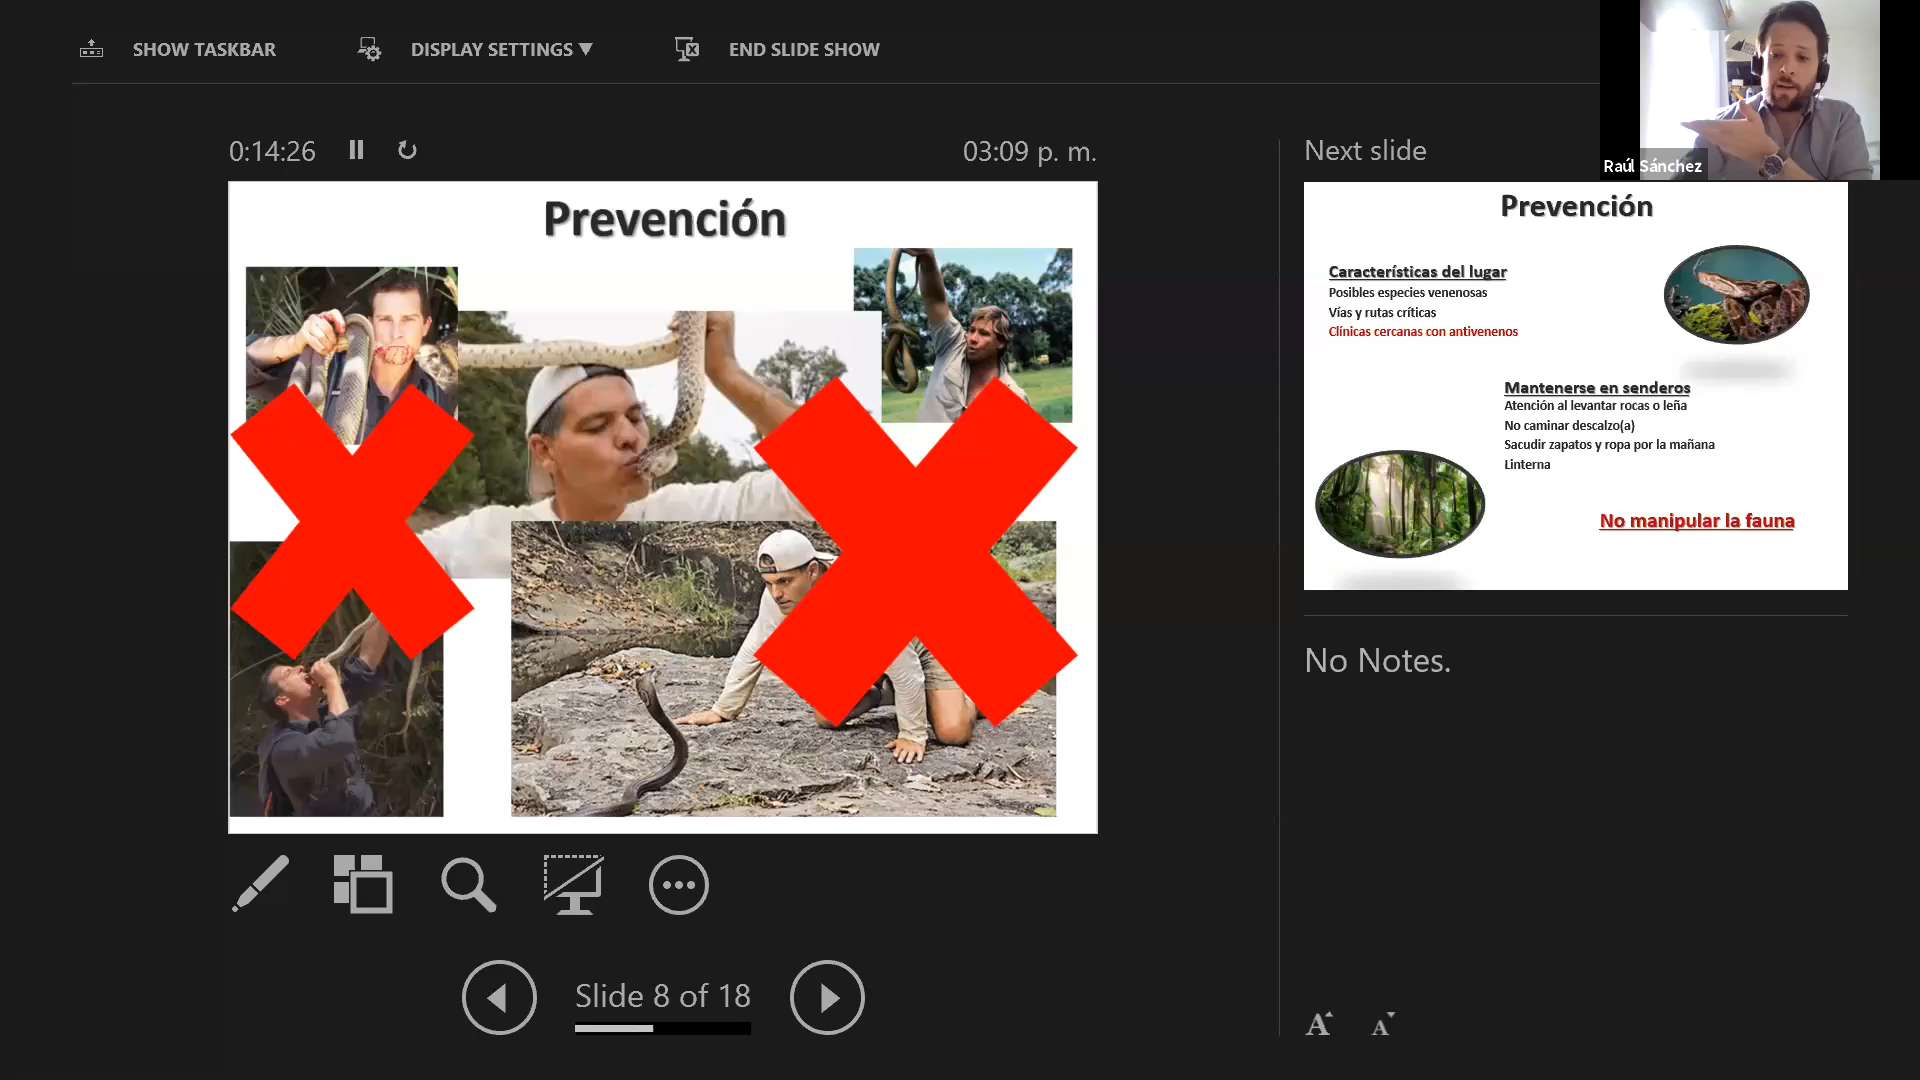 SHOW TASKBAR
DISPLAY SETTINGS ▼
END SLIDE SHOW
0:14:26
03:09 p. m.
Prevención
Next slide
Raúl Sánchez
Prevención
Características del lugar
Posibles especies venenosas
Vías y rutas críticas
Clínicas cercanas con antivenenos
Mantenerse en senderos
Atención al levantar rocas o leña
No caminar descalzo(a)
Sacudir zapatos y ropa por la mañana
Linterna
No manipular la fauna
No Notes.
Slide 8 of 18
A
A